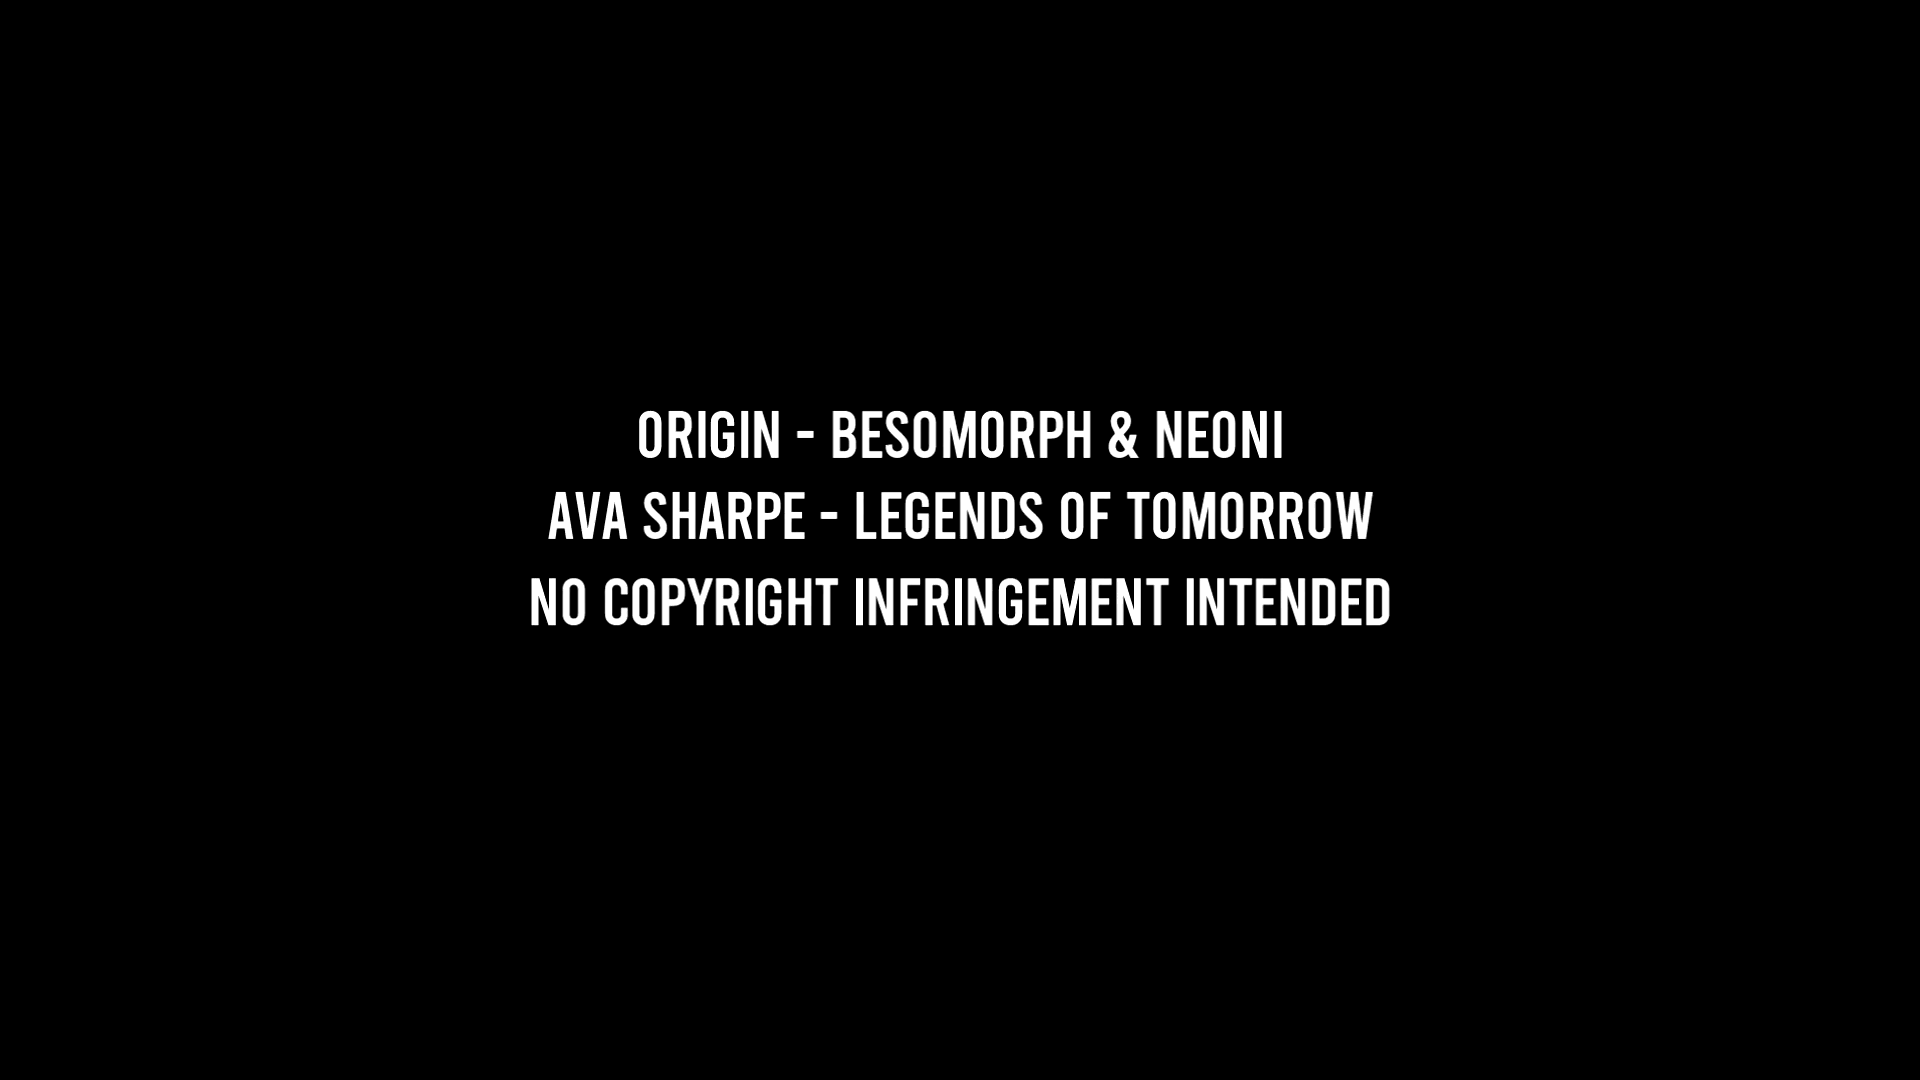 ORIGIN - BESOMORPH & NEONI
AVA SHARPE - LEGENDS OF TOMORROW
NO COPYRIGHT INFRINGEMENT INTENDED